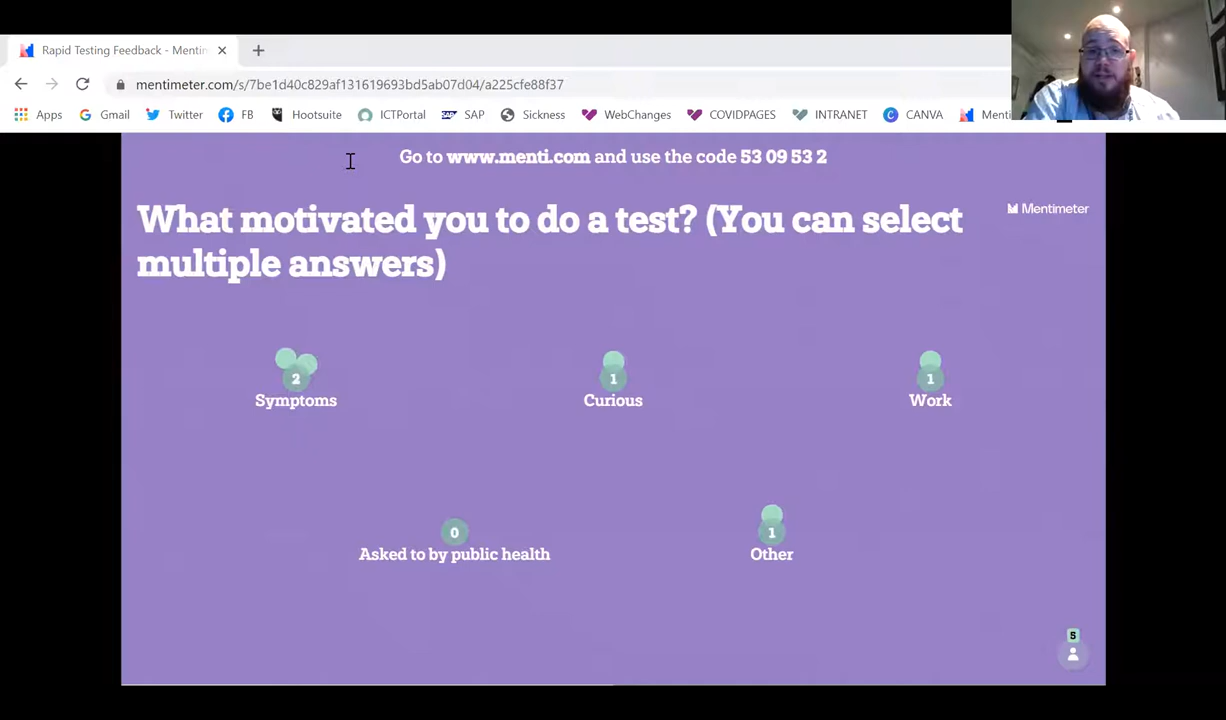 Rapid Testing Feedback - Mentin
mentimeter.com/s/7be1d40c829af131619693bd5ab07d04/a225cfe88f37
Apps Gmail Twitter FB Hootsuite ICTPortal SAP SAP Sickness WebChanges COVIDPAGES INTRANET C CANVA Menti
Go to www.menti.com and use the code 53 09 53 2
What motivated you to do a test? (You can select
multiple answers)
Mentimeter
2
Symptoms
1
Curious
1
Work
0
Asked to by public health
1
Other
5